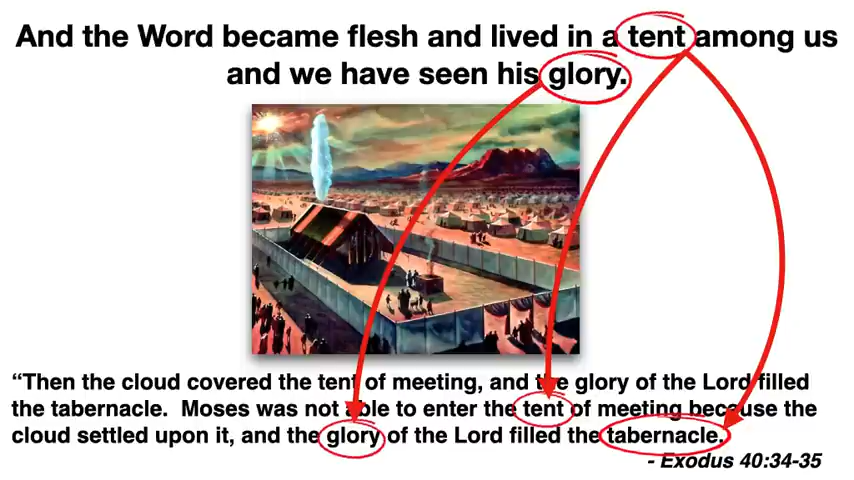 And the Word became flesh and lived in a tent among us
and we have seen his glory.
“Then the cloud covered the tent of meeting, and the glory of the Lord filled
the tabernacle.  Moses was not able to enter the tent of meeting because the
cloud settled upon it, and the glory of the Lord filled the tabernacle.
- Exodus 40:34-35